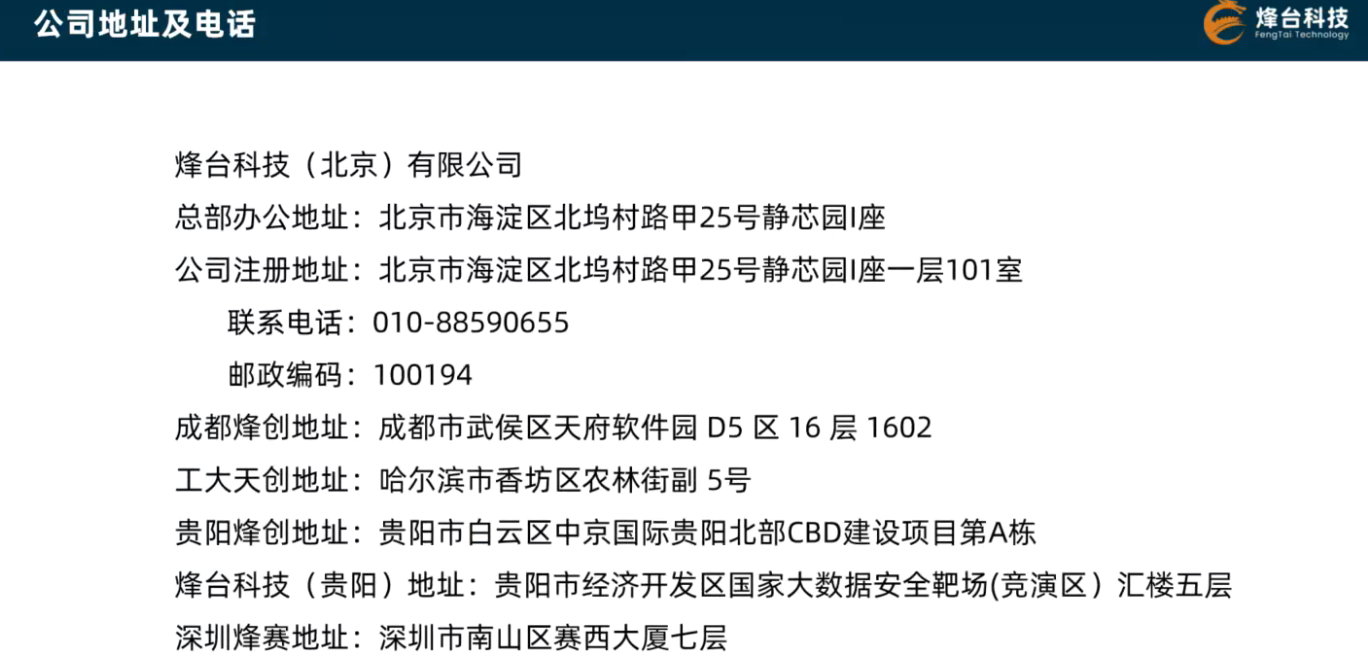 公司地址及电话
烽台科技
FengTai Technology
烽台科技（北京）有限公司
总部办公地址：北京市海淀区北坞村路甲25号静芯园I座
公司注册地址：北京市海淀区北坞村路甲25号静芯园I座一层101室
联系电话：010-88590655
邮政编码：100194
成都烽创地址：成都市武侯区天府软件园 D5 区 16 层 1602
工大天创地址：哈尔滨市香坊区农林街副 5号
贵阳烽创地址：贵阳市白云区中京国际贵阳北部CBD建设项目第A栋
烽台科技（贵阳）地址：贵阳市经济开发区国家大数据安全靶场(竞演区）汇楼五层
深圳烽赛地址：深圳市南山区赛西大厦七层